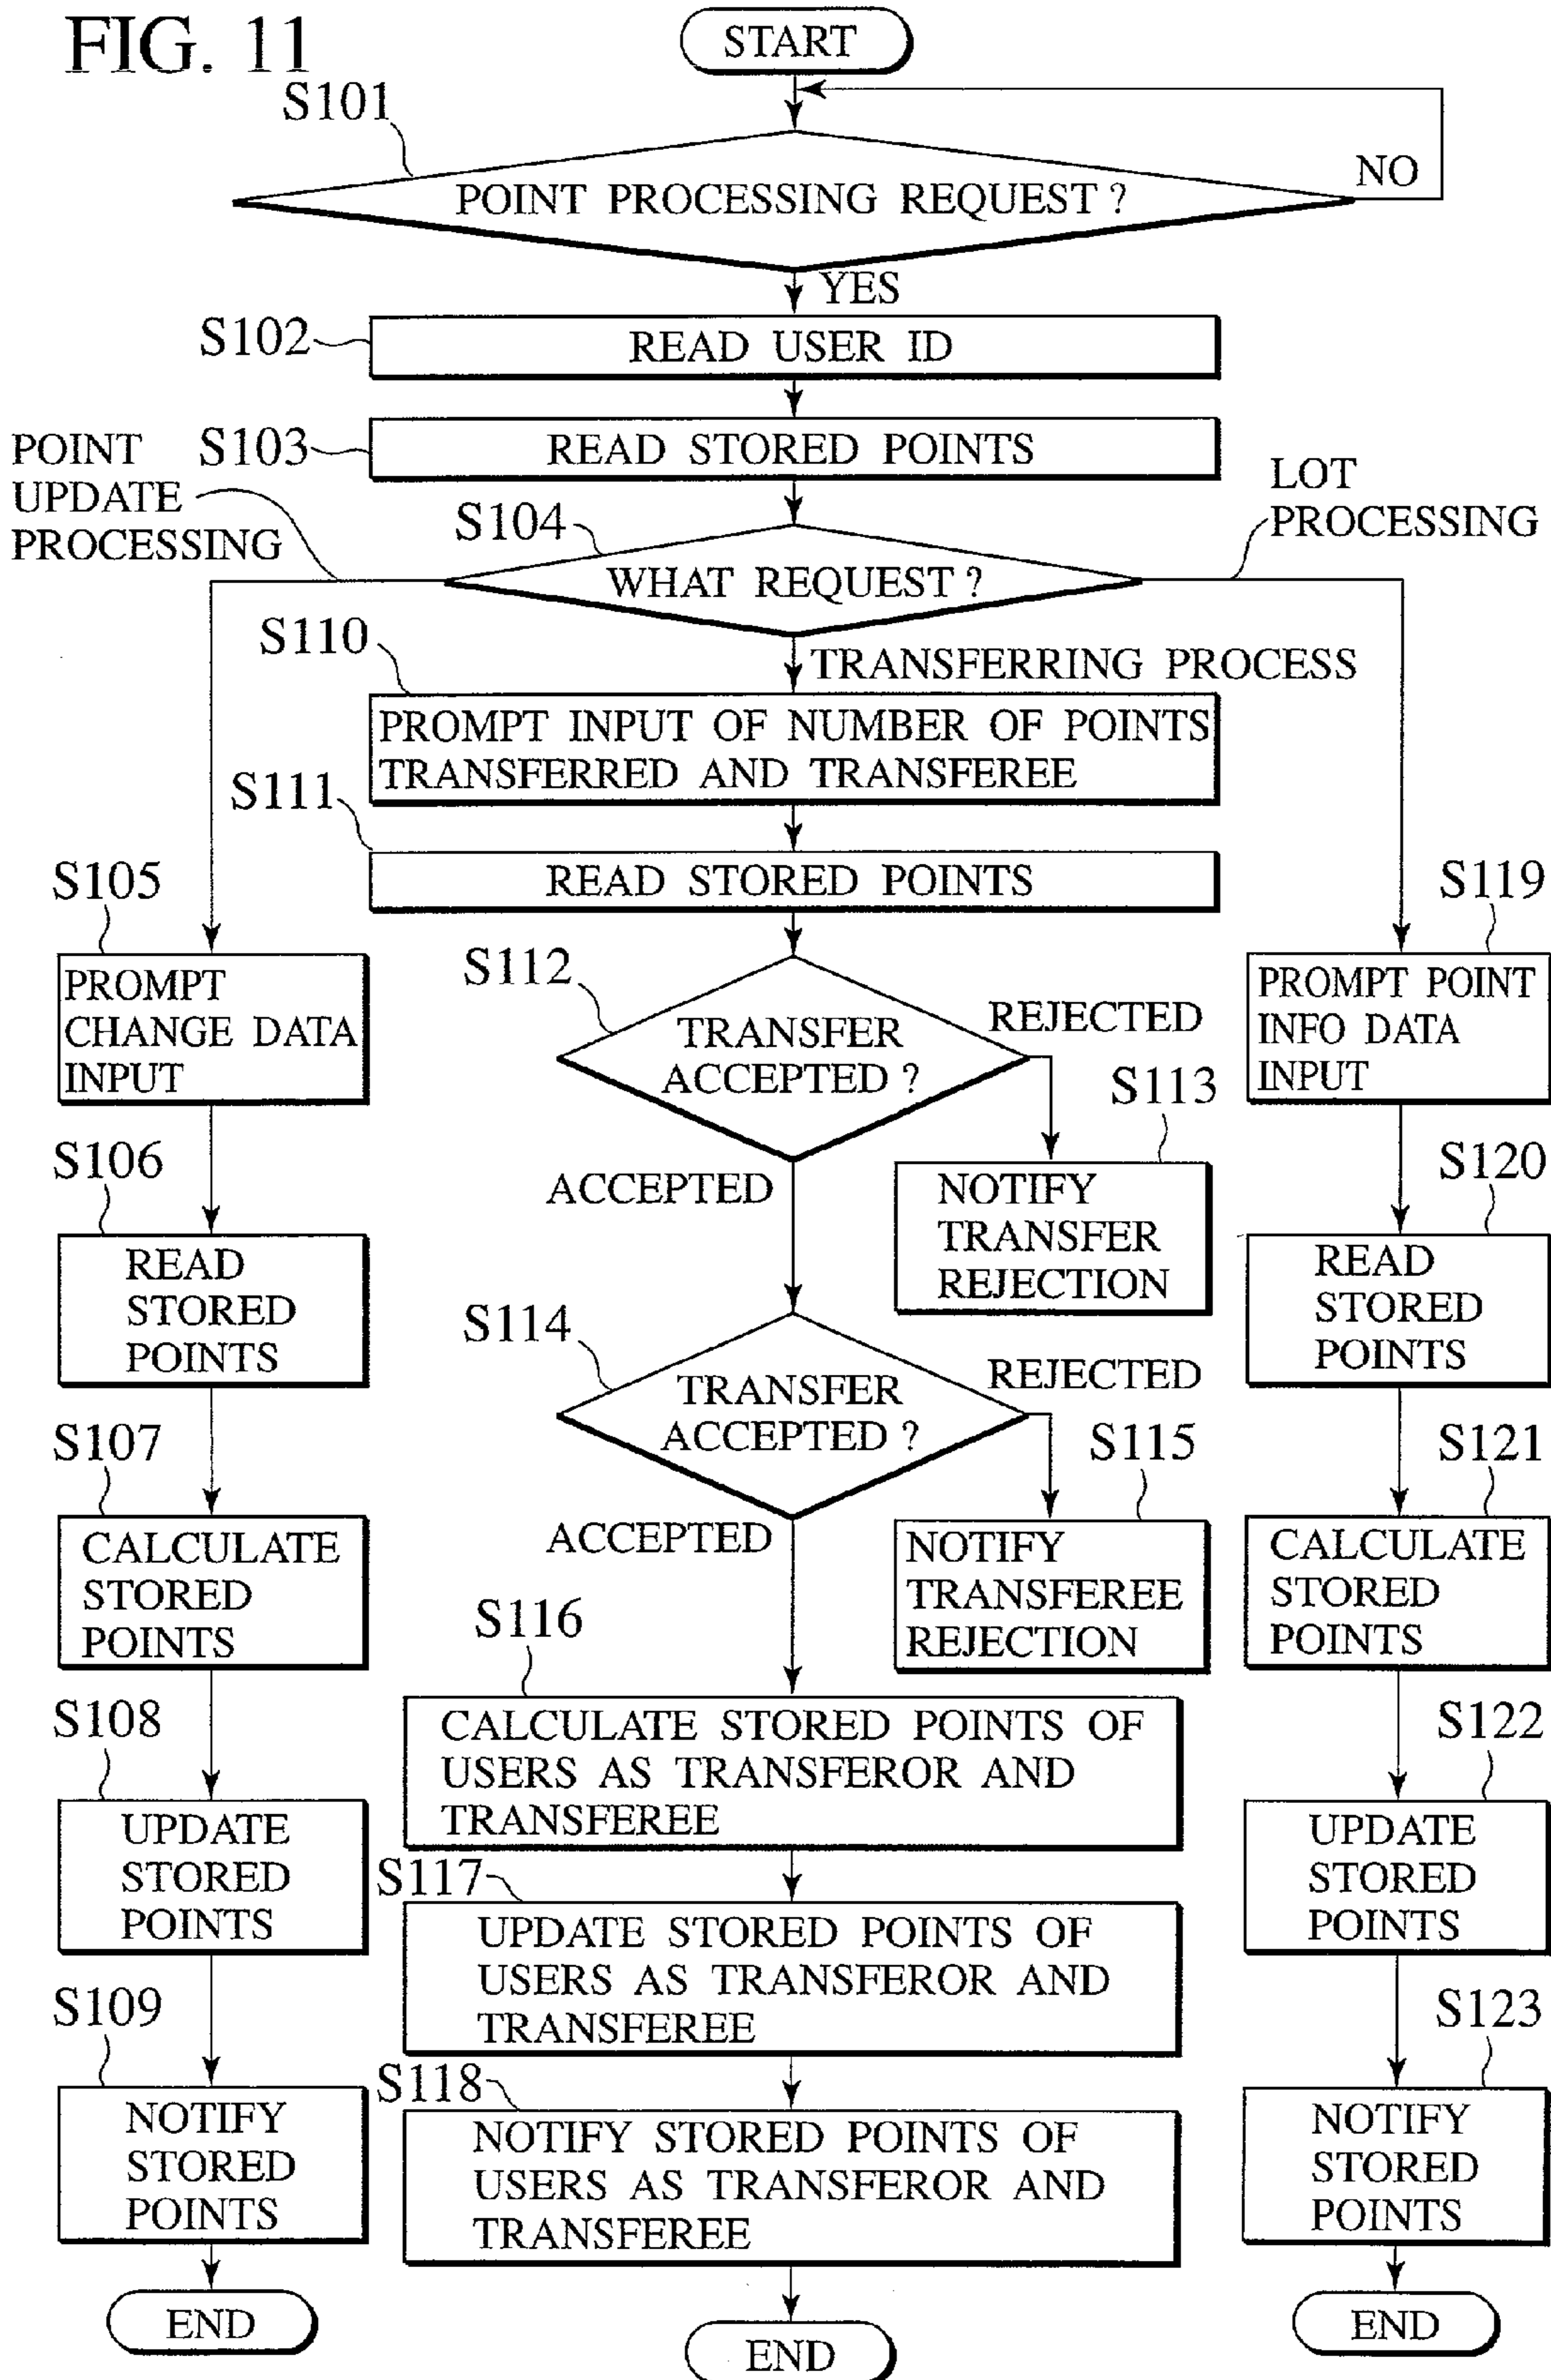 FIG. 11
START
S101
POINT PROCESSING REQUEST ?
NO
YES
S102
READ USER ID
S103
READ STORED POINTS
POINT
UPDATE
PROCESSING
S104
WHAT REQUEST ?
LOT
PROCESSING
S110
TRANSFERRING PROCESS
PROMPT INPUT OF NUMBER OF POINTS
TRANSFERRED AND TRANSFEREE
S111
READ STORED POINTS
S105
PROMPT
CHANGE DATA
INPUT
S106
READ
STORED
POINTS
S107
CALCULATE
STORED
POINTS
S108
UPDATE
STORED
POINTS
S109
NOTIFY
STORED
POINTS
END
S112
TRANSFER
ACCEPTED ?
REJECTED
S113
NOTIFY
TRANSFER
REJECTION
ACCEPTED
S114
TRANSFER
ACCEPTED ?
REJECTED
S115
NOTIFY
TRANSFEREE
REJECTION
ACCEPTED
S116
CALCULATE STORED POINTS OF
USERS AS TRANSFEROR AND
TRANSFEREE
S117
UPDATE STORED POINTS OF
USERS AS TRANSFEROR AND
TRANSFEREE
S118
NOTIFY STORED POINTS OF
USERS AS TRANSFEROR AND
TRANSFEREE
END
S119
PROMPT POINT
INFO DATA
INPUT
S120
READ
STORED
POINTS
S121
CALCULATE
STORED
POINTS
S122
UPDATE
STORED
POINTS
S123
NOTIFY
STORED
POINTS
END